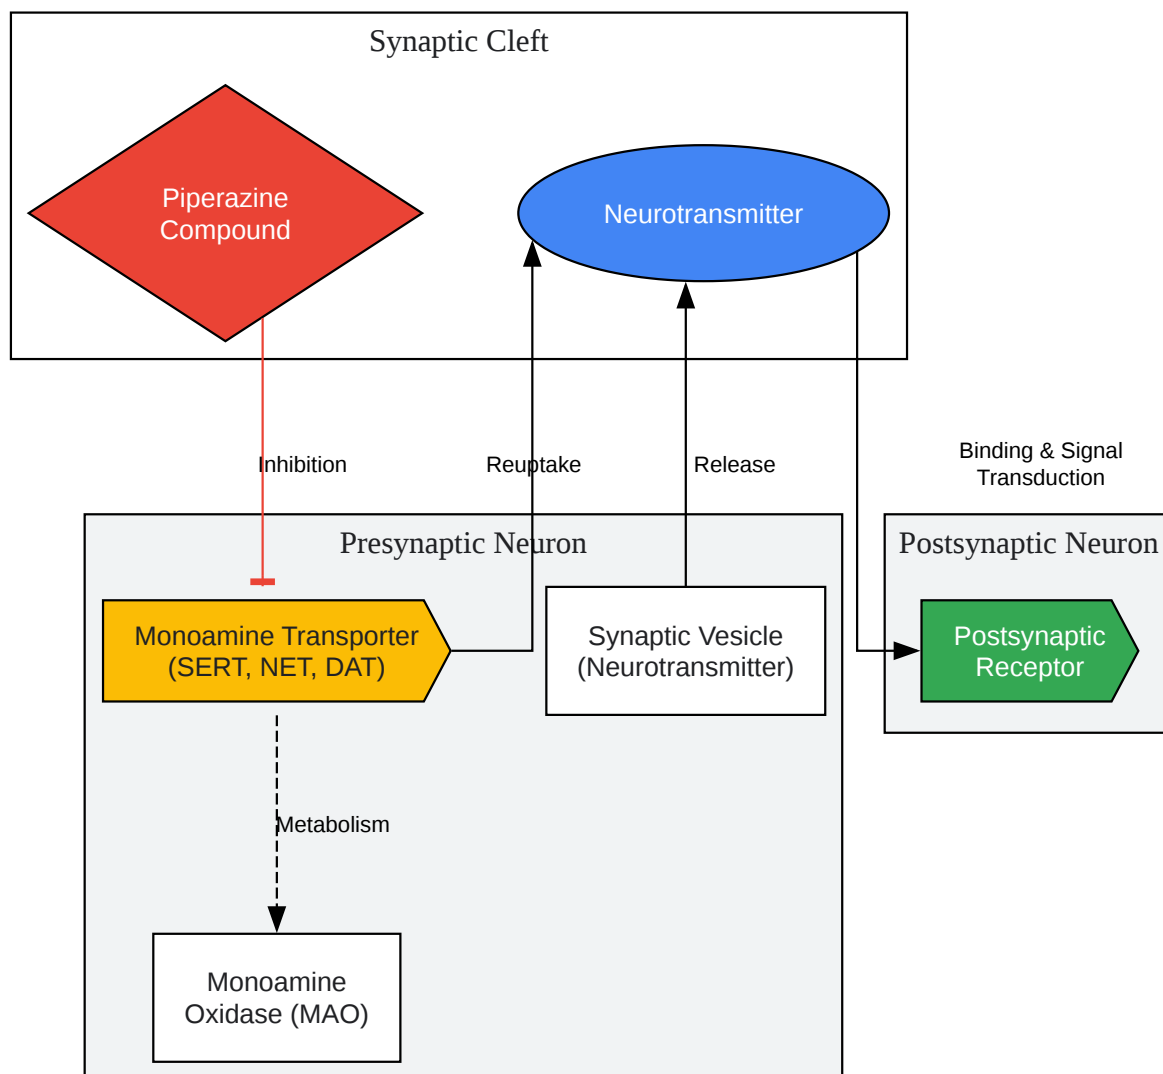 Synaptic Cleft
Piperazine
Compound
Neurotransmitter
Inhibition
Reuptake
Release
Binding & Signal
Transduction
Presynaptic Neuron
Postsynaptic Neuron
Monoamine Transporter
(SERT, NET, DAT)
Synaptic Vesicle
(Neurotransmitter)
Postsynaptic
Receptor
Metabolism
Monoamine
Oxidase (MAO)